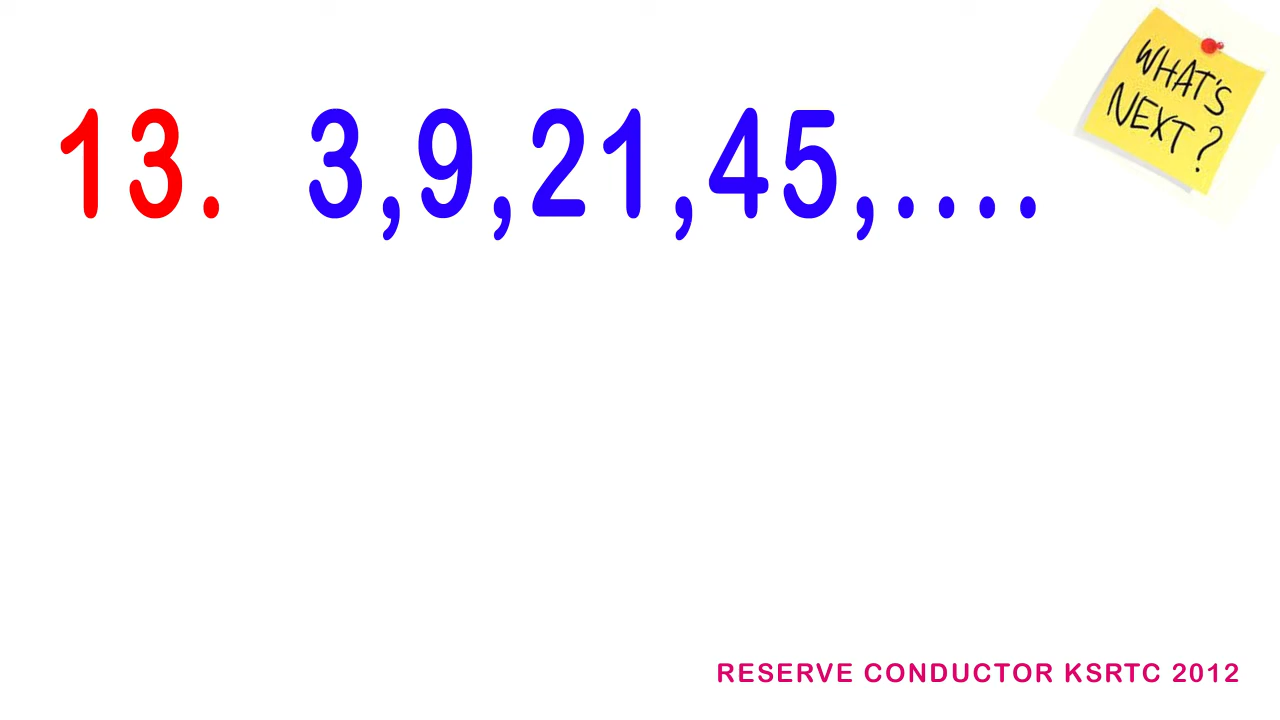 13. 3,9,21,45,....
WHAT'S
NEXT?
RESERVE CONDUCTOR KSRTC 2012